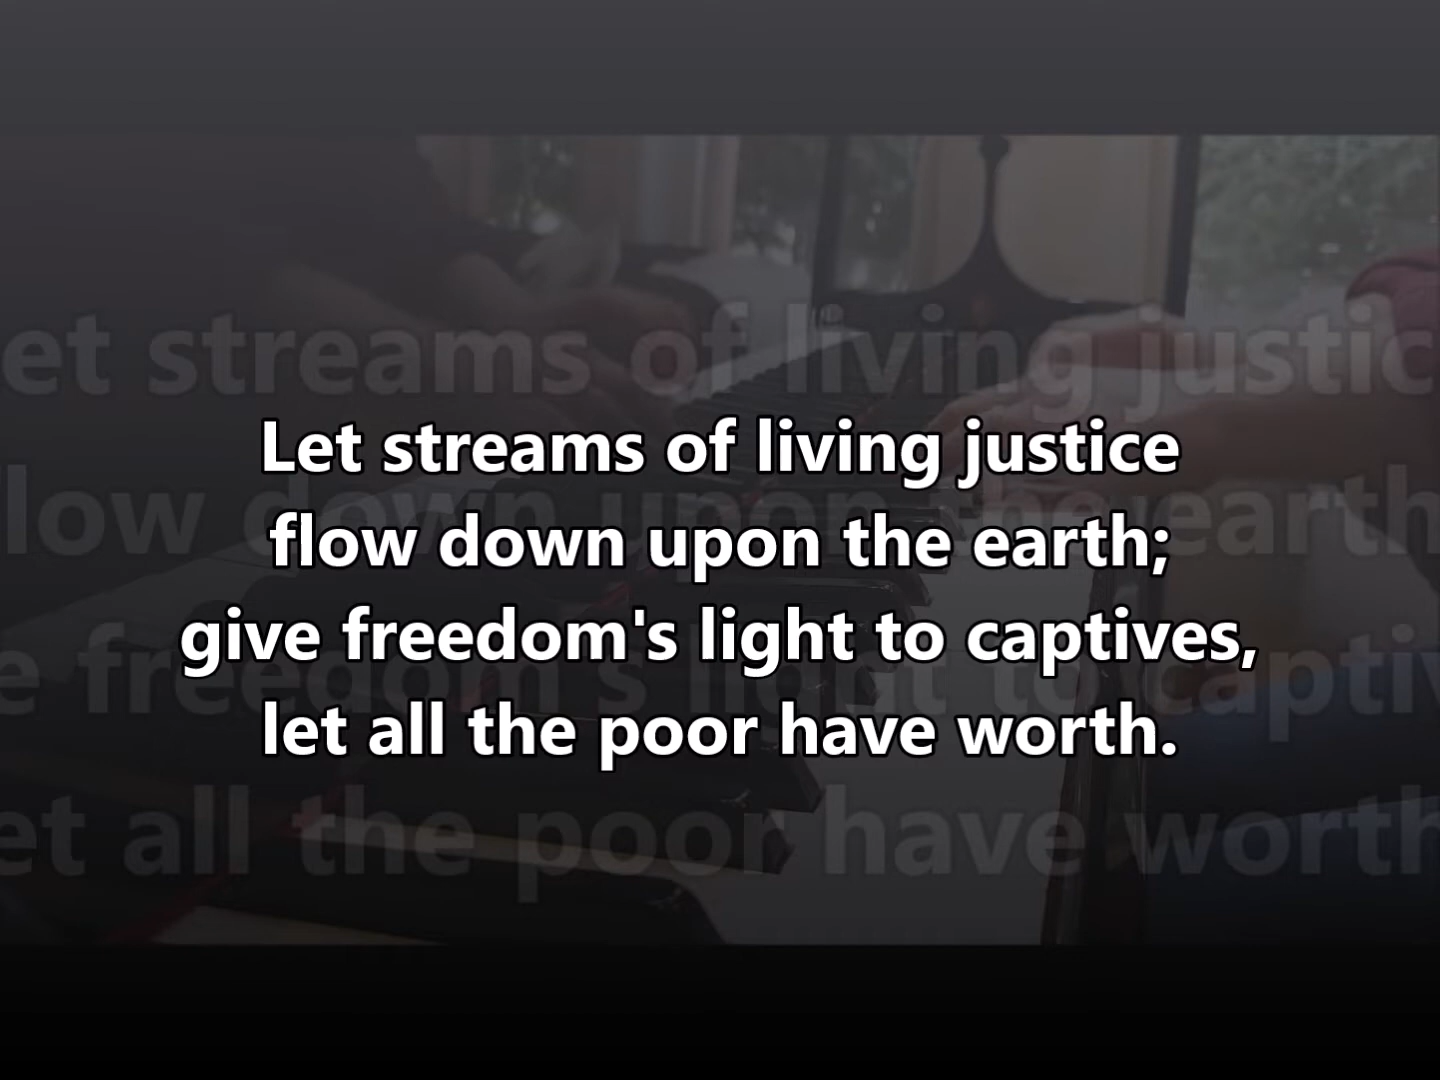 Let streams of living justice
flow down upon the earth;
give freedom's light to captives,
let all the poor have worth.